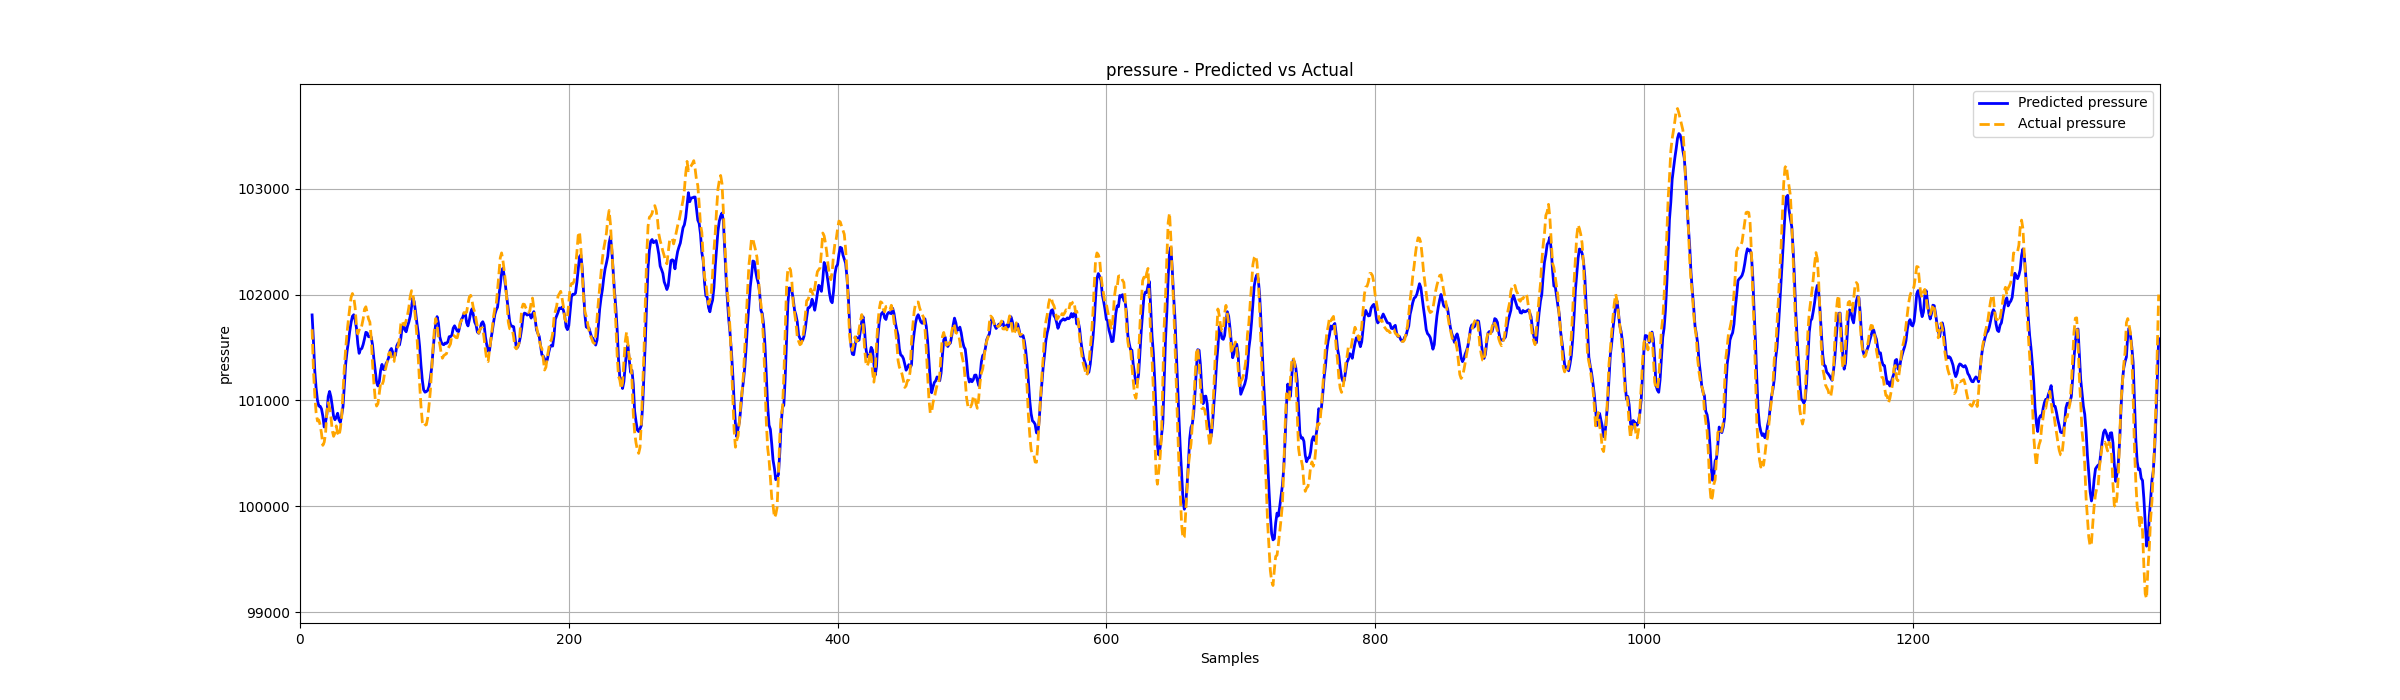 pressure - Predicted vs Actual
Predicted pressure
Actual pressure
pressure
103000
102000
101000
100000
99000
0 200 400 600 800 1000 1200
Samples